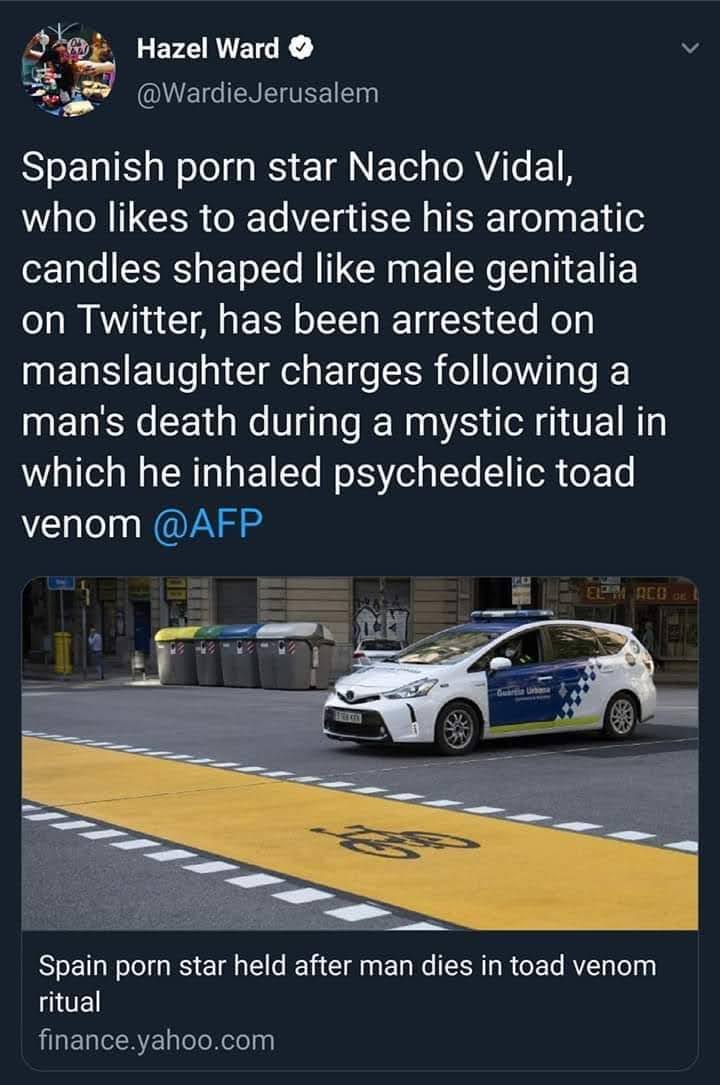 Hazel Ward
@WardieJerusalem
Spanish porn star Nacho Vidal,
who likes to advertise his aromatic
candles shaped like male genitalia
on Twitter, has been arrested on
manslaughter charges following a
man's death during a mystic ritual in
which he inhaled psychedelic toad
venom @AFP
Guàrdia Urbana
Spain porn star held after man dies in toad venom
ritual
finance.yahoo.com